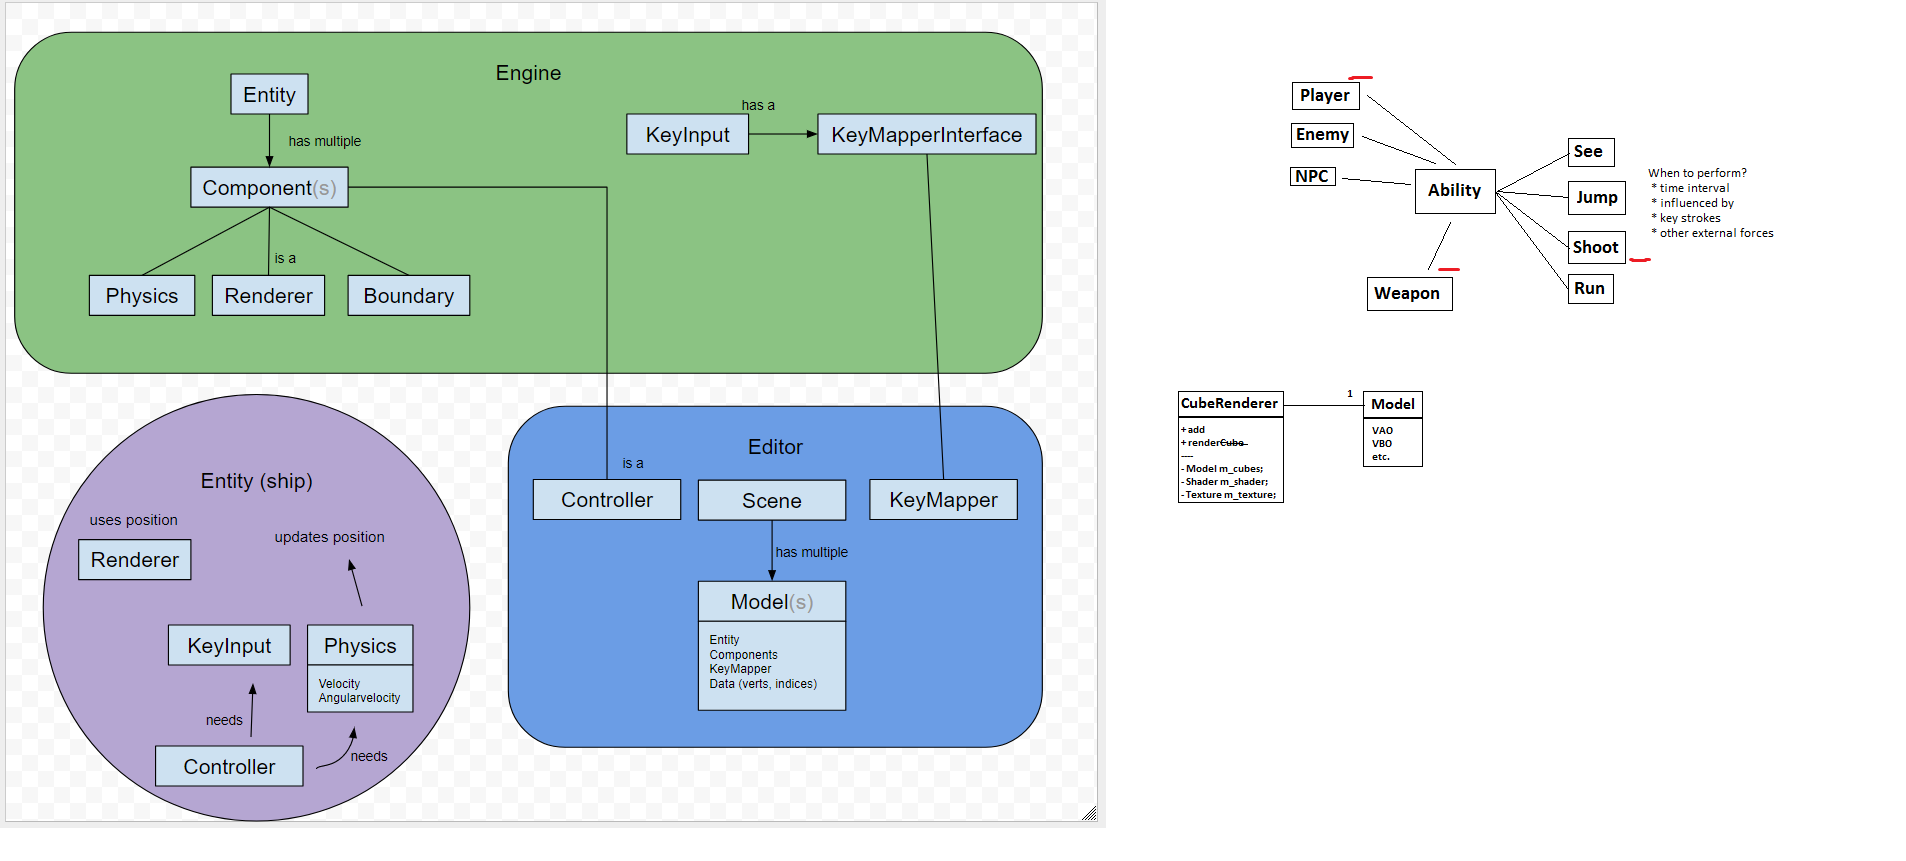 Engine
Entity
has multiple
Component(s)
is a
Physics
Renderer
Boundary
has a
KeyInput
KeyMapperInterface
Entity (ship)
uses position
Renderer
updates position
KeyInput
Physics
Velocity
Angularvelocity
needs
needs
Controller
Editor
is a
Controller
Scene
KeyMapper
has multiple
Model(s)
Entity
Components
KeyMapper
Data (verts, indices)
Player
Enemy
NPC
Ability
Weapon
See
Jump
Shoot
Run
When to perform?
* time interval
* influenced by
* key strokes
* other external forces
CubeRenderer
+ add
+ renderCube
----
- Model m_cubes;
- Shader m_shader;
- Texture m_texture;
1
Model
VAO
VBO
etc.